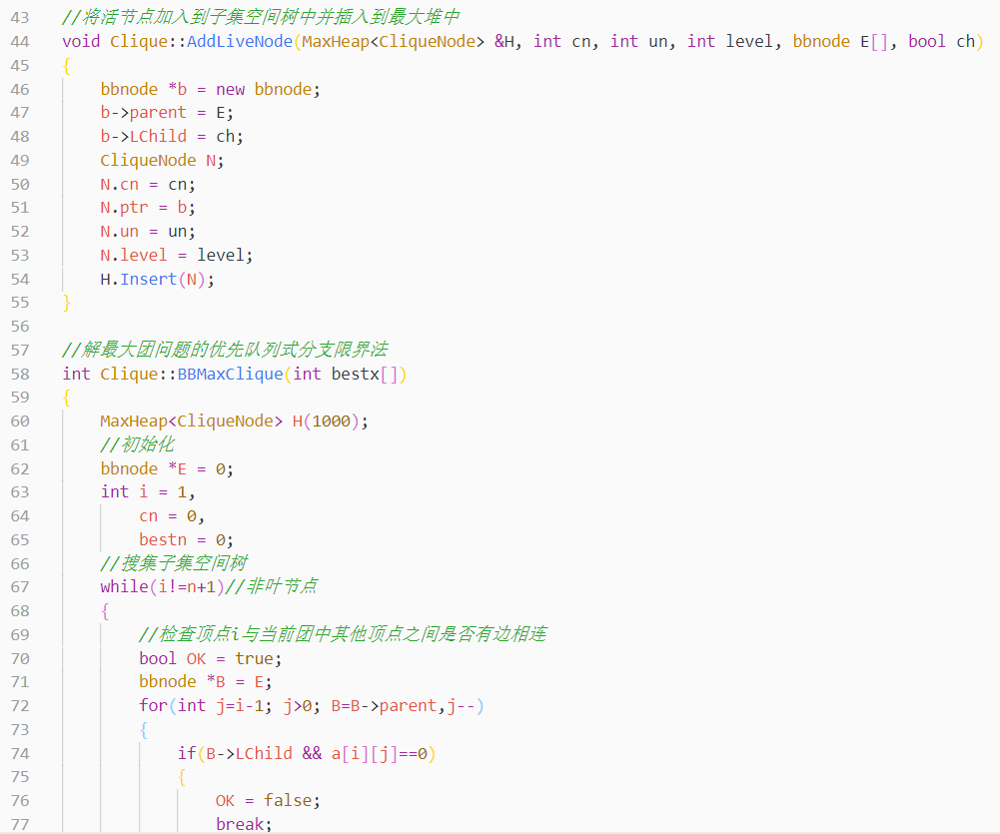 43 //将活节点加入到子集空间树中并插入到最大堆中
44 void Clique::AddLiveNode(MaxHeap<CliqueNode> &H, int cn, int un, int level, bbnode E[], bool ch)
45 {
46 bbnode *b = new bbnode;
47 b->parent = E;
48 b->LChild = ch;
49 CliqueNode N;
50 N.cn = cn;
51 N.ptr = b;
52 N.un = un;
53 N.level = level;
54 H.Insert(N);
55 }
56
57 //解最大团问题的优先队列式分支限界法
58 int Clique::BBMaxClique(int bestx[])
59 {
60 MaxHeap<CliqueNode> H(1000);
61 //初始化
62 bbnode *E = 0;
63 int i = 1,
64 cn = 0,
65 bestn = 0;
66 //搜集子集空间树
67 while(i!=n+1)//非叶节点
68 {
69 //检查顶点i与当前团中其他顶点之间是否有边相连
70 bool OK = true;
71 bbnode *B = E;
72 for(int j=i-1; j>0; B=B->parent,j--)
73 {
74 if(B->LChild && a[i][j]==0)
75 {
76 OK = false;
77 break;